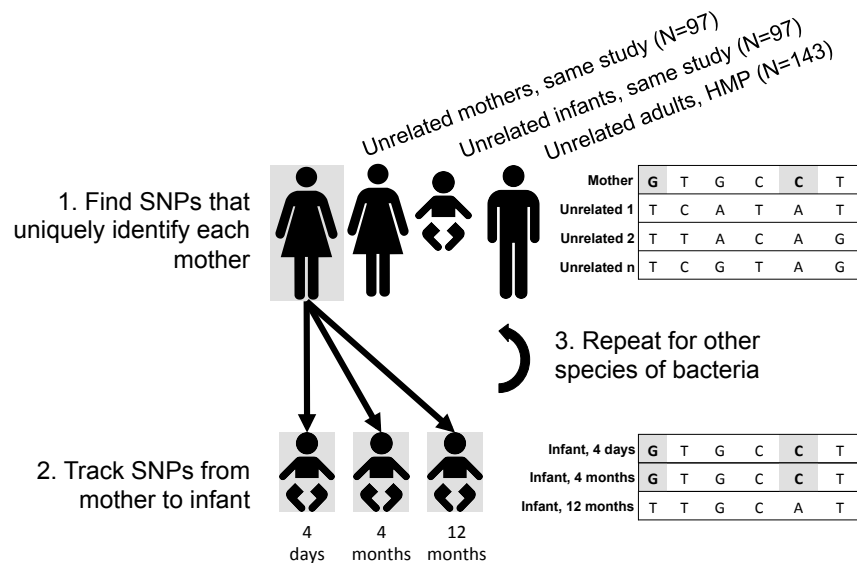 Unrelated mothers, same study (N=97)
Unrelated infants, same study (N=97)
Unrelated adults, HMP (N=143)
1. Find SNPs that
uniquely identify each
mother
Mother G T G C C T
Unrelated 1 T C A T A T
Unrelated 2 T T A C A G
Unrelated n T C G T A G
3. Repeat for other
species of bacteria
2. Track SNPs from
mother to infant
Infant, 4 days G T G C C T
Infant, 4 months G T G C C T
Infant, 12 months T T G C A T
4
days
4
months
12
months